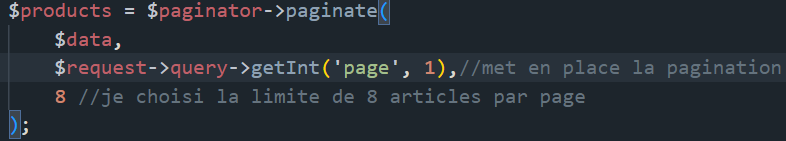 $products = $paginator->paginate(
$data,
$request->query->getInt('page', 1),//met en place la pagination
8 //je choisi la limite de 8 articles par page
);